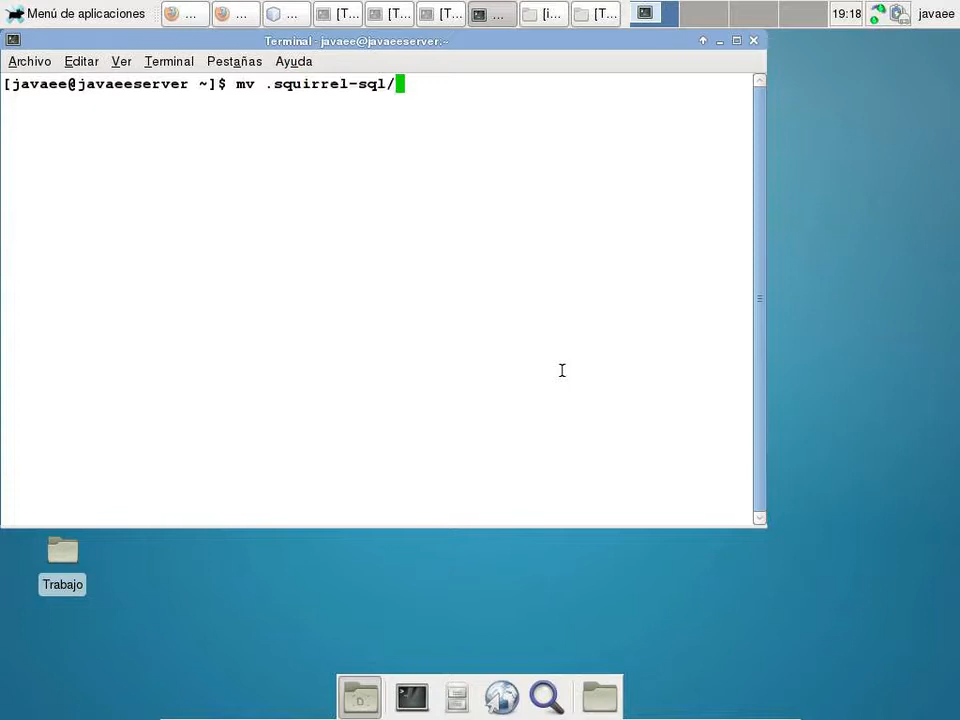 Menú de aplicaciones ... ... ... [T... [T... [T... ... [i... [T... 19:18 javaee
Terminal - javaee@javaeeserver:~
Archivo Editar Ver Terminal Pestañas Ayuda
[javaee@javaeeserver ~]$ mv .squirrel-sql/
Trabajo